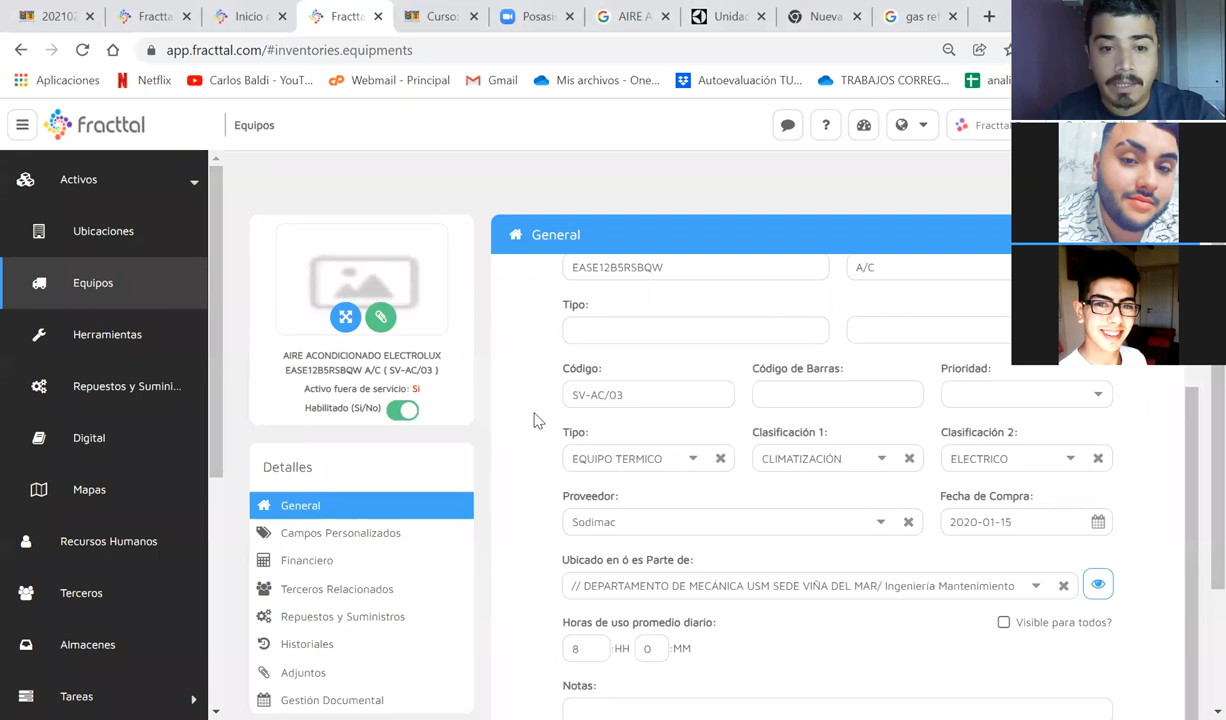 202102
Fractt
Inicio
Fractta
Curso:
Posasis
AIRE A
Unidad
Nueva
gas ref
app.fracttal.com/#inventories.equipments
Aplicaciones
Netflix
Carlos Baldi - YouT...
Webmail - Principal
Gmail
Mis archivos - One...
Autoevaluación TU...
TRABAJOS CORREG...
fracttal
Equipos
?
Fractta
Activos
Ubicaciones
Equipos
Herramientas
Repuestos y Sumini...
Digital
Mapas
Recursos Humanos
Terceros
Almacenes
Tareas
AIRE ACONDICIONADO ELECTROLUX
EASE12B5RSBQW A/C ( SV-AC/03 )
Activo fuera de servicio: Si
Habilitado (Si/No)
Detalles
General
Campos Personalizados
Financiero
Terceros Relacionados
Repuestos y Suministros
Historiales
Adjuntos
Gestión Documental
General
EASE12B5RSBQW
A/C
Tipo:
Código:
Código de Barras:
Prioridad:
SV-AC/03
Tipo:
Clasificación 1:
Clasificación 2:
EQUIPO TERMICO
CLIMATIZACIÓN
ELECTRICO
Proveedor:
Fecha de Compra:
Sodimac
2020-01-15
Ubicado en ó es Parte de:
// DEPARTAMENTO DE MECÁNICA USM SEDE VIÑA DEL MAR/ Ingeniería Mantenimiento
Horas de uso promedio diario:
Visible para todos?
8 :HH 0 :MM
Notas: